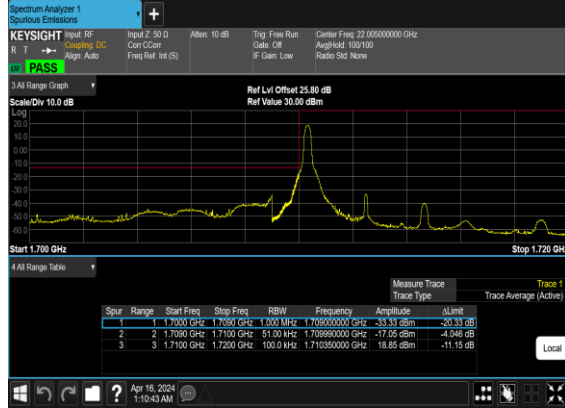 Spectrum Analyzer 1
Spurious Emissions
KEYSIGHT Input: RF Input Z: 50 Ω Atten: 10 dB Trig: Free Run Center Freq: 22.005000000 GHz
R T Coupling: DC Corr CCorr Gate: Off Avg|Hold: 100/100
Align: Auto Freq Ref: Int (S) IF Gain: Low Radio Std: None
PASS
3 All Range Graph
Ref Lvl Offset 25.80 dB
Scale/Div 10.0 dB Ref Value 30.00 dBm
Log
20.0
10.0
0.00
-10.0
-20.0
-30.0
-40.0
-50.0
-60.0
Start 1.700 GHz Stop 1.720 GH
4 All Range Table
Measure Trace Trace 1
Trace Type Trace Average (Active)
Spur Range Start Freq Stop Freq RBW Frequency Amplitude ΔLimit
1 1 1.7000 GHz 1.7090 GHz 1.000 MHz 1.709000000 GHz -33.33 dBm -20.33 dB
2 2 1.7090 GHz 1.7100 GHz 51.00 kHz 1.709990000 GHz -17.05 dBm -4.046 dB
3 3 1.7100 GHz 1.7200 GHz 100.0 kHz 1.710350000 GHz 18.85 dBm -11.15 dB
Local
? Apr 16, 2024
1:10:43 AM